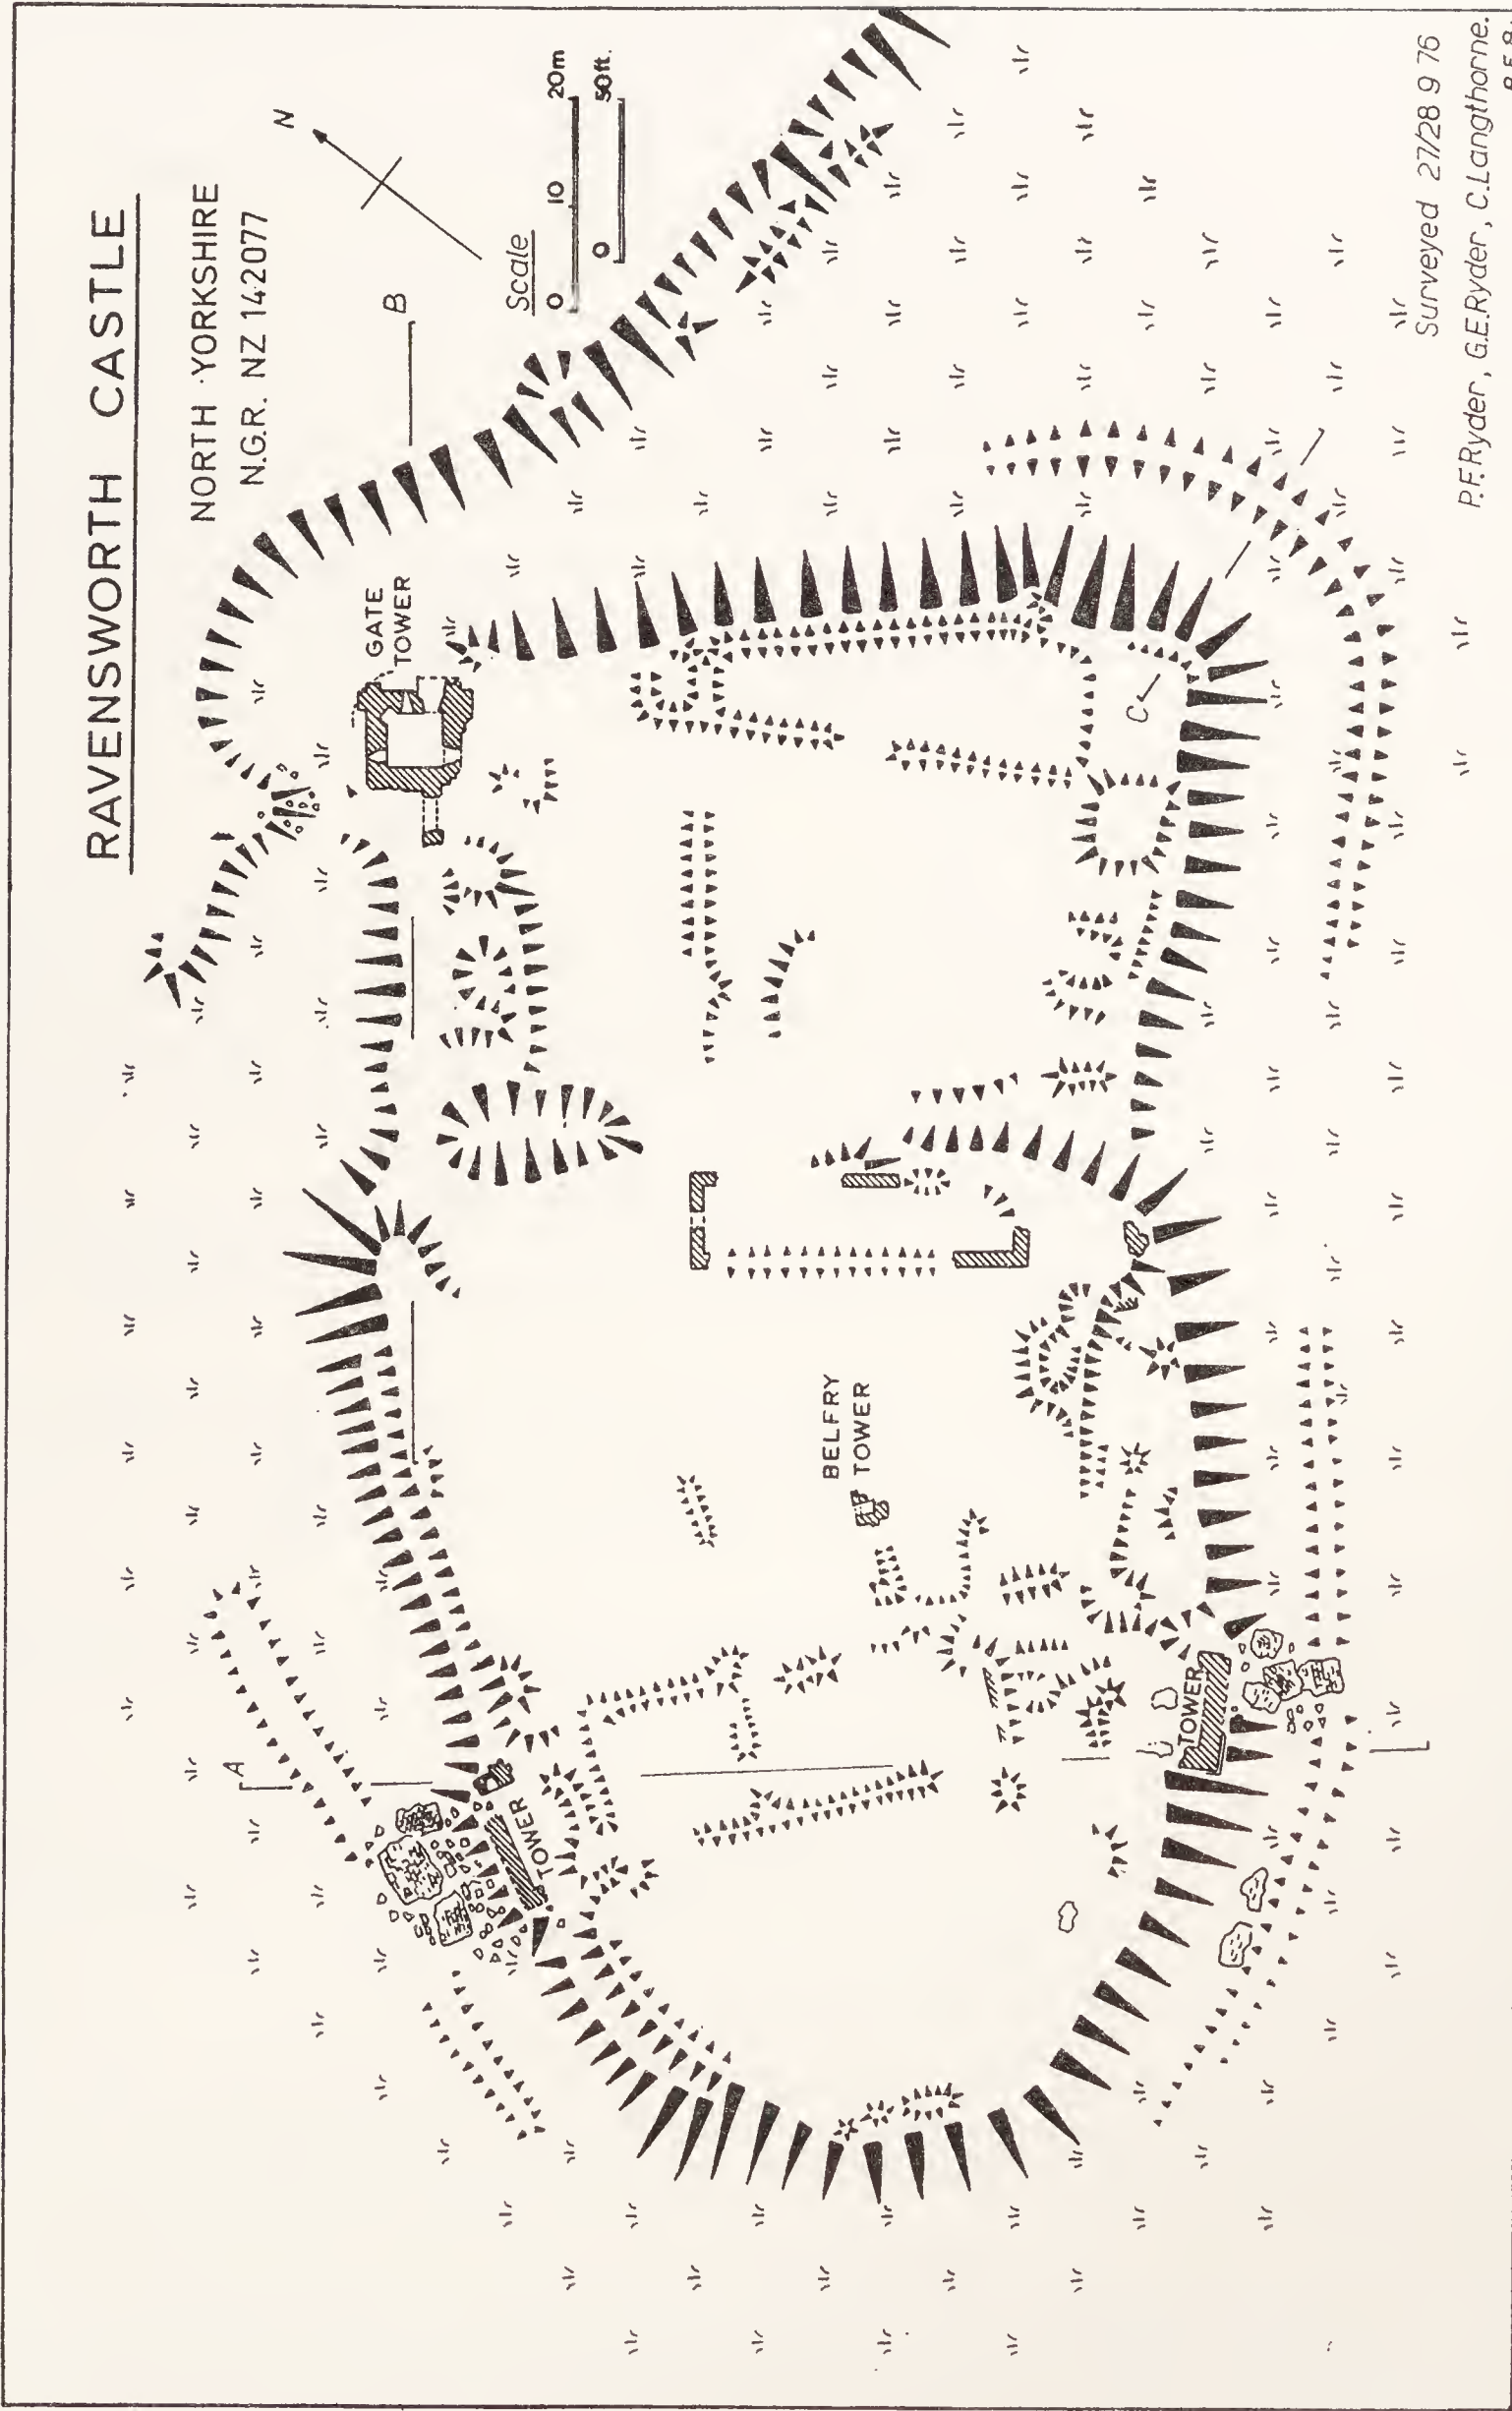 RAVENSWORTH CASTLE
NORTH YORKSHIRE
N.G.R. NZ 142077
N
B
Scale
0 10 20m
0 50ft.
GATE
TOWER
C
BELFRY
TOWER
A
TOWER
TOWER
Surveyed 27/28 9 76
P.F.Ryder, G.E.Ryder, C.Langthorne.